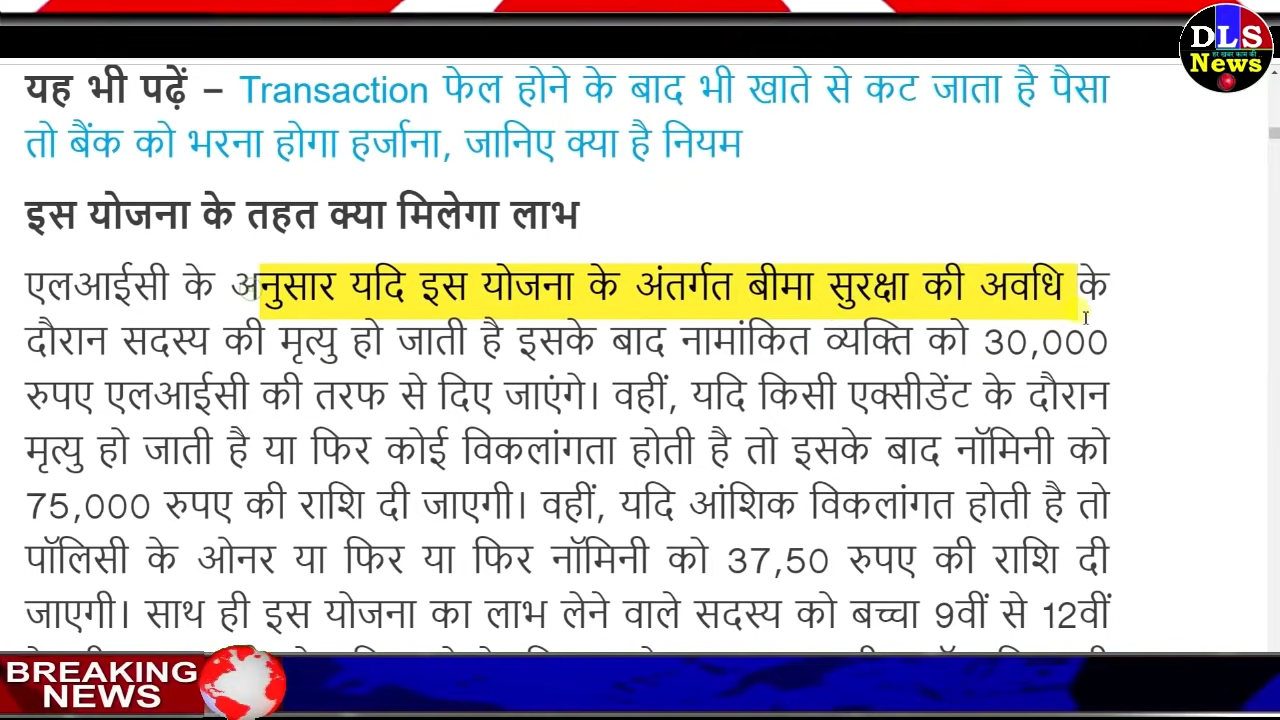 DLS
हर खबर काम की
News
यह भी पढ़ें – Transaction फेल होने के बाद भी खाते से कट जाता है पैसा
तो बैंक को भरना होगा हर्जाना, जानिए क्या है नियम
इस योजना के तहत क्या मिलेगा लाभ
एलआईसी के अनुसार यदि इस योजना के अंतर्गत बीमा सुरक्षा की अवधि के
दौरान सदस्य की मृत्यु हो जाती है इसके बाद नामांकित व्यक्ति को 30,000
रुपए एलआईसी की तरफ से दिए जाएंगे। वहीं, यदि किसी एक्सीडेंट के दौरान
मृत्यु हो जाती है या फिर कोई विकलांगता होती है तो इसके बाद नॉमिनी को
75,000 रुपए की राशि दी जाएगी। वहीं, यदि आंशिक विकलांगत होती है तो
पॉलिसी के ओनर या फिर या फिर नॉमिनी को 37,50 रुपए की राशि दी
जाएगी। साथ ही इस योजना का लाभ लेने वाले सदस्य को बच्चा 9वीं से 12वीं
BREAKING
NEWS